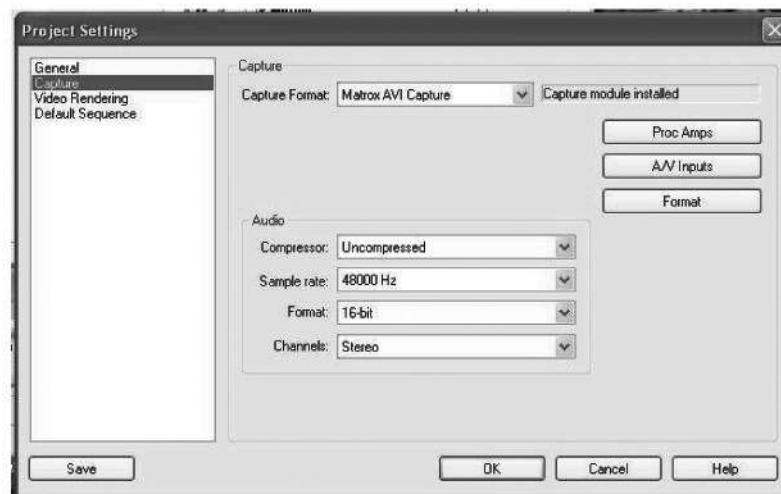 Project Settings
General
Capture
Video Rendering
Default Sequence
Capture
Capture Format: Matrox AVI Capture Capture module installed
Proc Amps
A/V Inputs
Format
Audio
Compressor: Uncompressed
Sample rate: 48000 Hz
Format: 16-bit
Channels: Stereo
Save OK Cancel Help